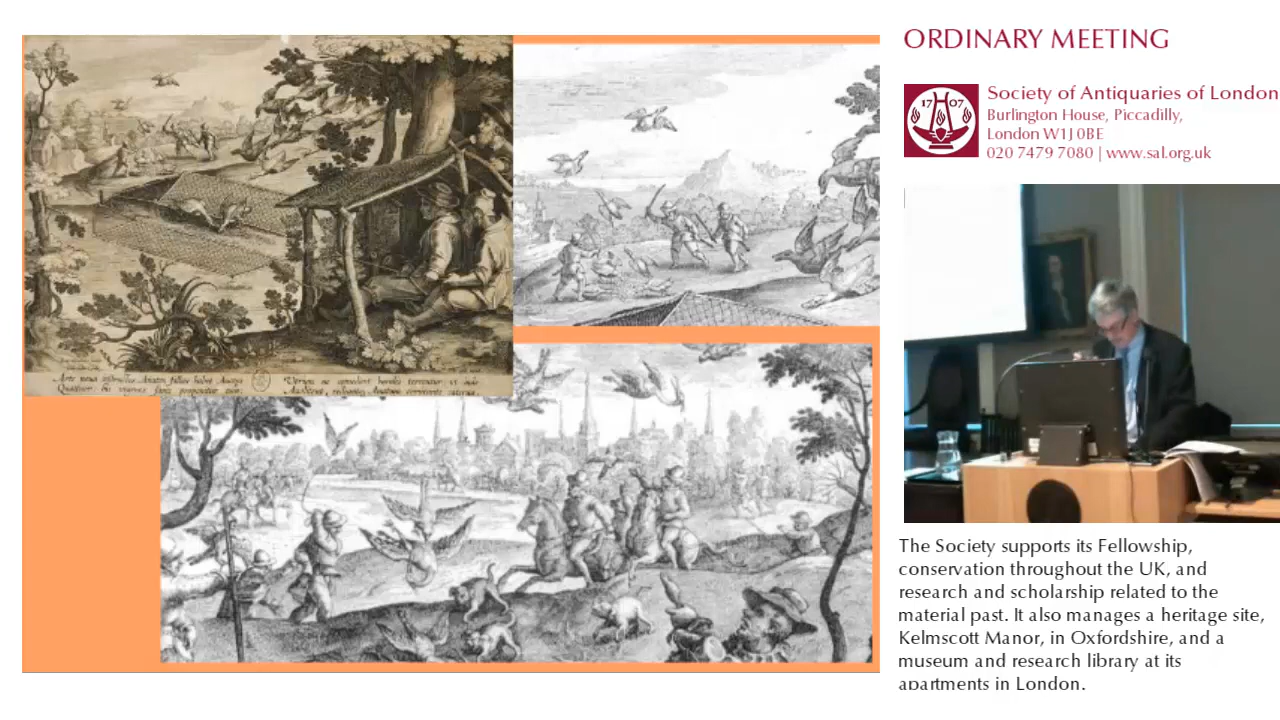 ORDINARY MEETING
1707
Society of Antiquaries of London
Burlington House, Piccadilly,
London W1J 0BE
020 7479 7080 | www.sal.org.uk
The Society supports its Fellowship,
conservation throughout the UK, and
research and scholarship related to the
material past. It also manages a heritage site,
Kelmscott Manor, in Oxfordshire, and a
museum and research library at its
apartments in London.